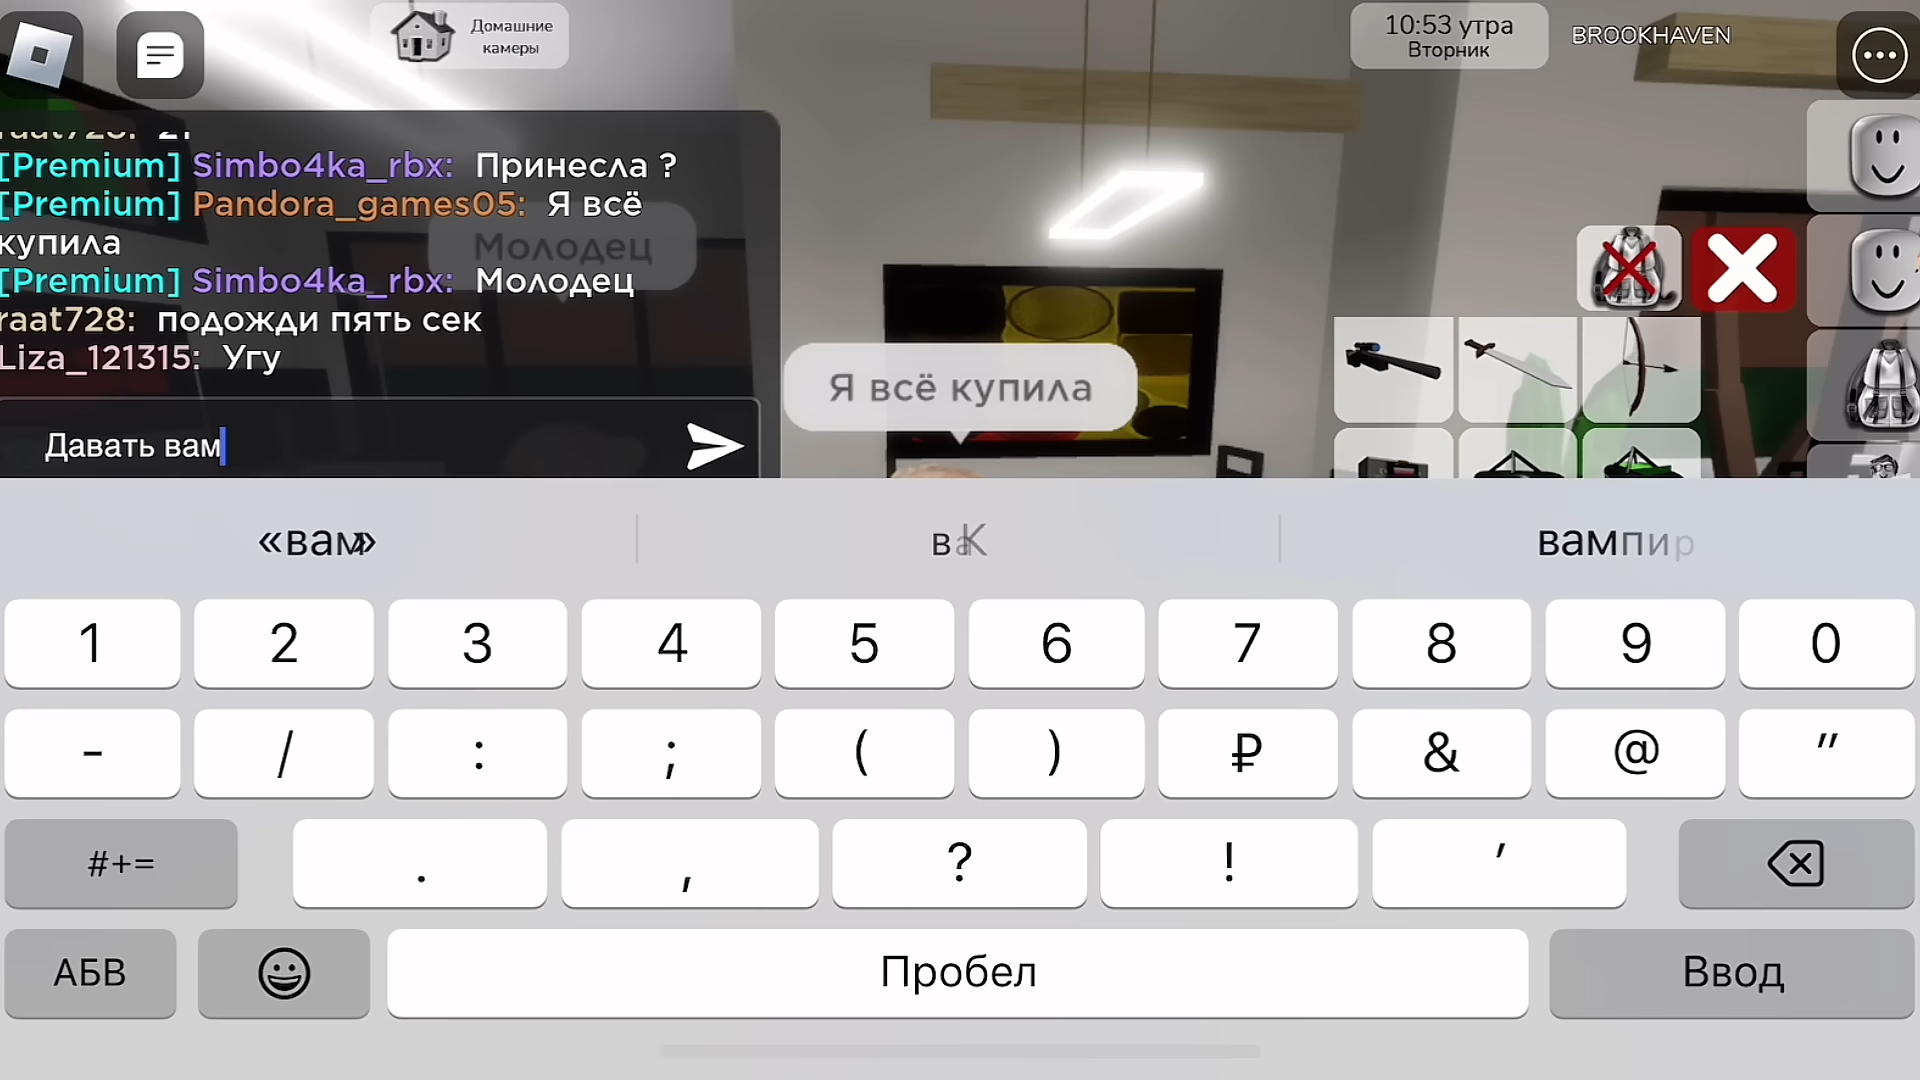 Домашние
камеры
10:53 утра
Вторник
BROOKHAVEN
[Premium] Simbo4ka_rbx: Принесла ?
[Premium] Pandora_games05: Я всё
купила
Молодец
[Premium] Simbo4ka_rbx: Молодец
raat728: подожди пять сек
Liza_121315: Угу
Я всё купила
Давать вам
«вам» вампир
1 2 3 4 5 6 7 8 9 0
- / : ; ( ) ₽ & @ "
#+= . , ? ! ’
АБВ Пробел Ввод